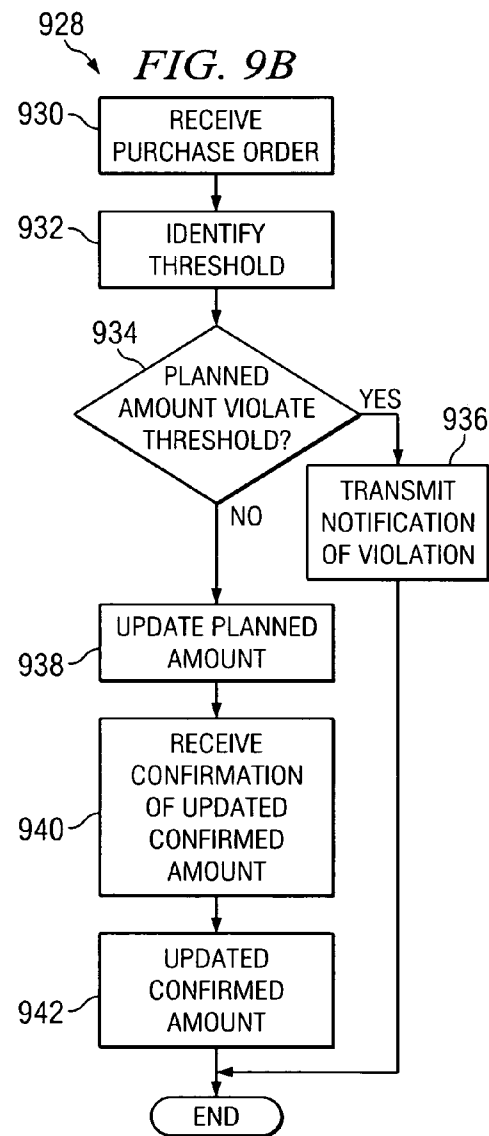 928
FIG. 9B
930
RECEIVE
PURCHASE ORDER
932
IDENTIFY
THRESHOLD
934
PLANNED
AMOUNT VIOLATE
THRESHOLD?
YES
936
TRANSMIT
NOTIFICATION
OF VIOLATION
NO
UPDATE PLANNED
AMOUNT
938
RECEIVE
CONFIRMATION
OF UPDATED
CONFIRMED
AMOUNT
940
UPDATED
CONFIRMED
AMOUNT
942
END